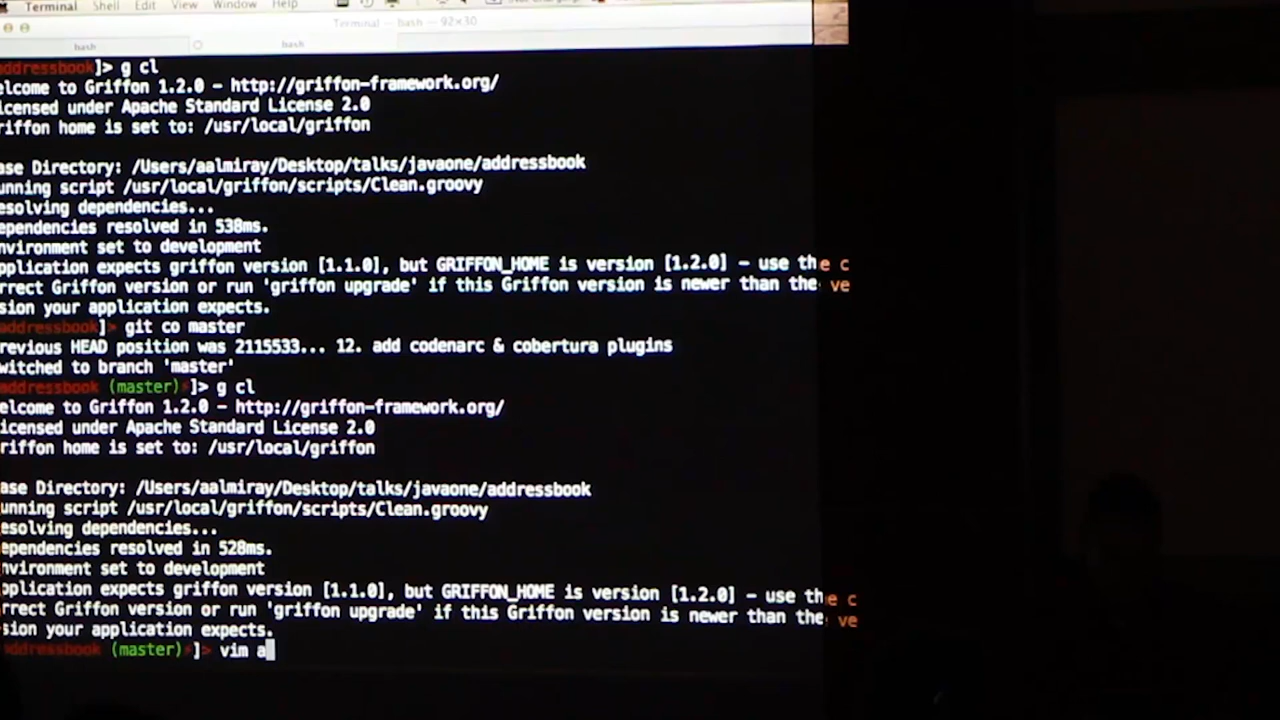 Terminal Shell Edit View Window Help
Terminal — bash — 92×30
bash bash
addressbook]> g cl
elcome to Griffon 1.2.0 - http://griffon-framework.org/
icensed under Apache Standard License 2.0
riffon home is set to: /usr/local/griffon
ase Directory: /Users/aalmiray/Desktop/talks/javaone/addressbook
unning script /usr/local/griffon/scripts/Clean.groovy
esolving dependencies...
ependencies resolved in 538ms.
nvironment set to development
pplication expects griffon version [1.1.0], but GRIFFON_HOME is version [1.2.0] - use the c
rrect Griffon version or run 'griffon upgrade' if this Griffon version is newer than the ve
sion your application expects.
addressbook]> git co master
revious HEAD position was 2115533... 12. add codenarc & cobertura plugins
witched to branch 'master'
addressbook (master)⚡]> g cl
elcome to Griffon 1.2.0 - http://griffon-framework.org/
icensed under Apache Standard License 2.0
riffon home is set to: /usr/local/griffon
ase Directory: /Users/aalmiray/Desktop/talks/javaone/addressbook
unning script /usr/local/griffon/scripts/Clean.groovy
esolving dependencies...
ependencies resolved in 528ms.
nvironment set to development
pplication expects griffon version [1.1.0], but GRIFFON_HOME is version [1.2.0] - use the c
rrect Griffon version or run 'griffon upgrade' if this Griffon version is newer than the ve
sion your application expects.
addressbook (master)⚡]> vim a